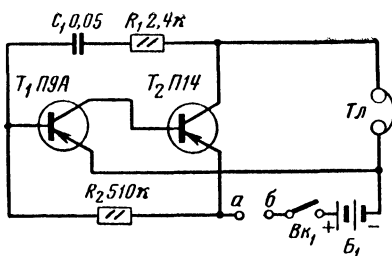 C₁ 0,05 R₁ 2,4к
T₁ П9А T₂ П14
Тл
R₂ 510к
а б Вк₁ + Б₁ -